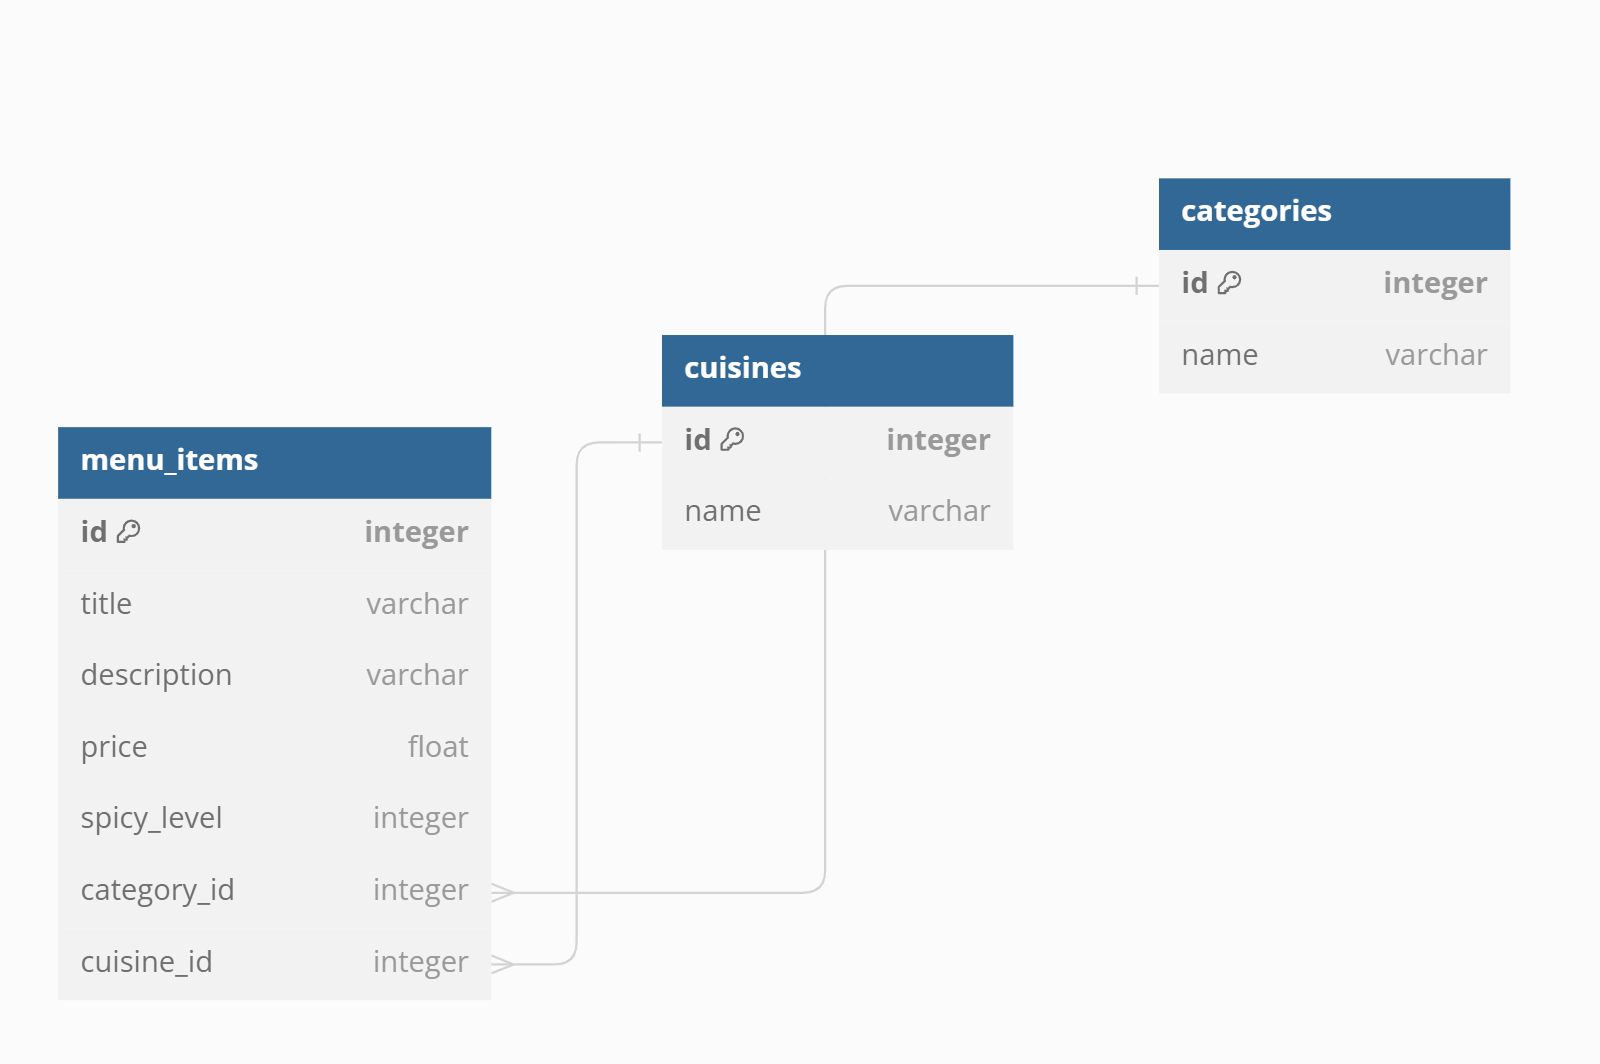 categories
id integer
name varchar
cuisines
id integer
name varchar
menu_items
id integer
title varchar
description varchar
price float
spicy_level integer
category_id integer
cuisine_id integer